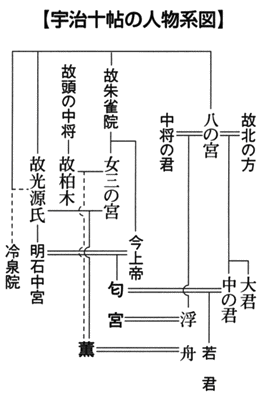 【宇治十帖の人物系図】
故北の方
八の宮
中将の君
故朱雀院
故頭の中将
故柏木
女三の宮
故光源氏
冷泉院
明石中宮
今上帝
大君
中の君
匂宮
浮舟
薫
若君